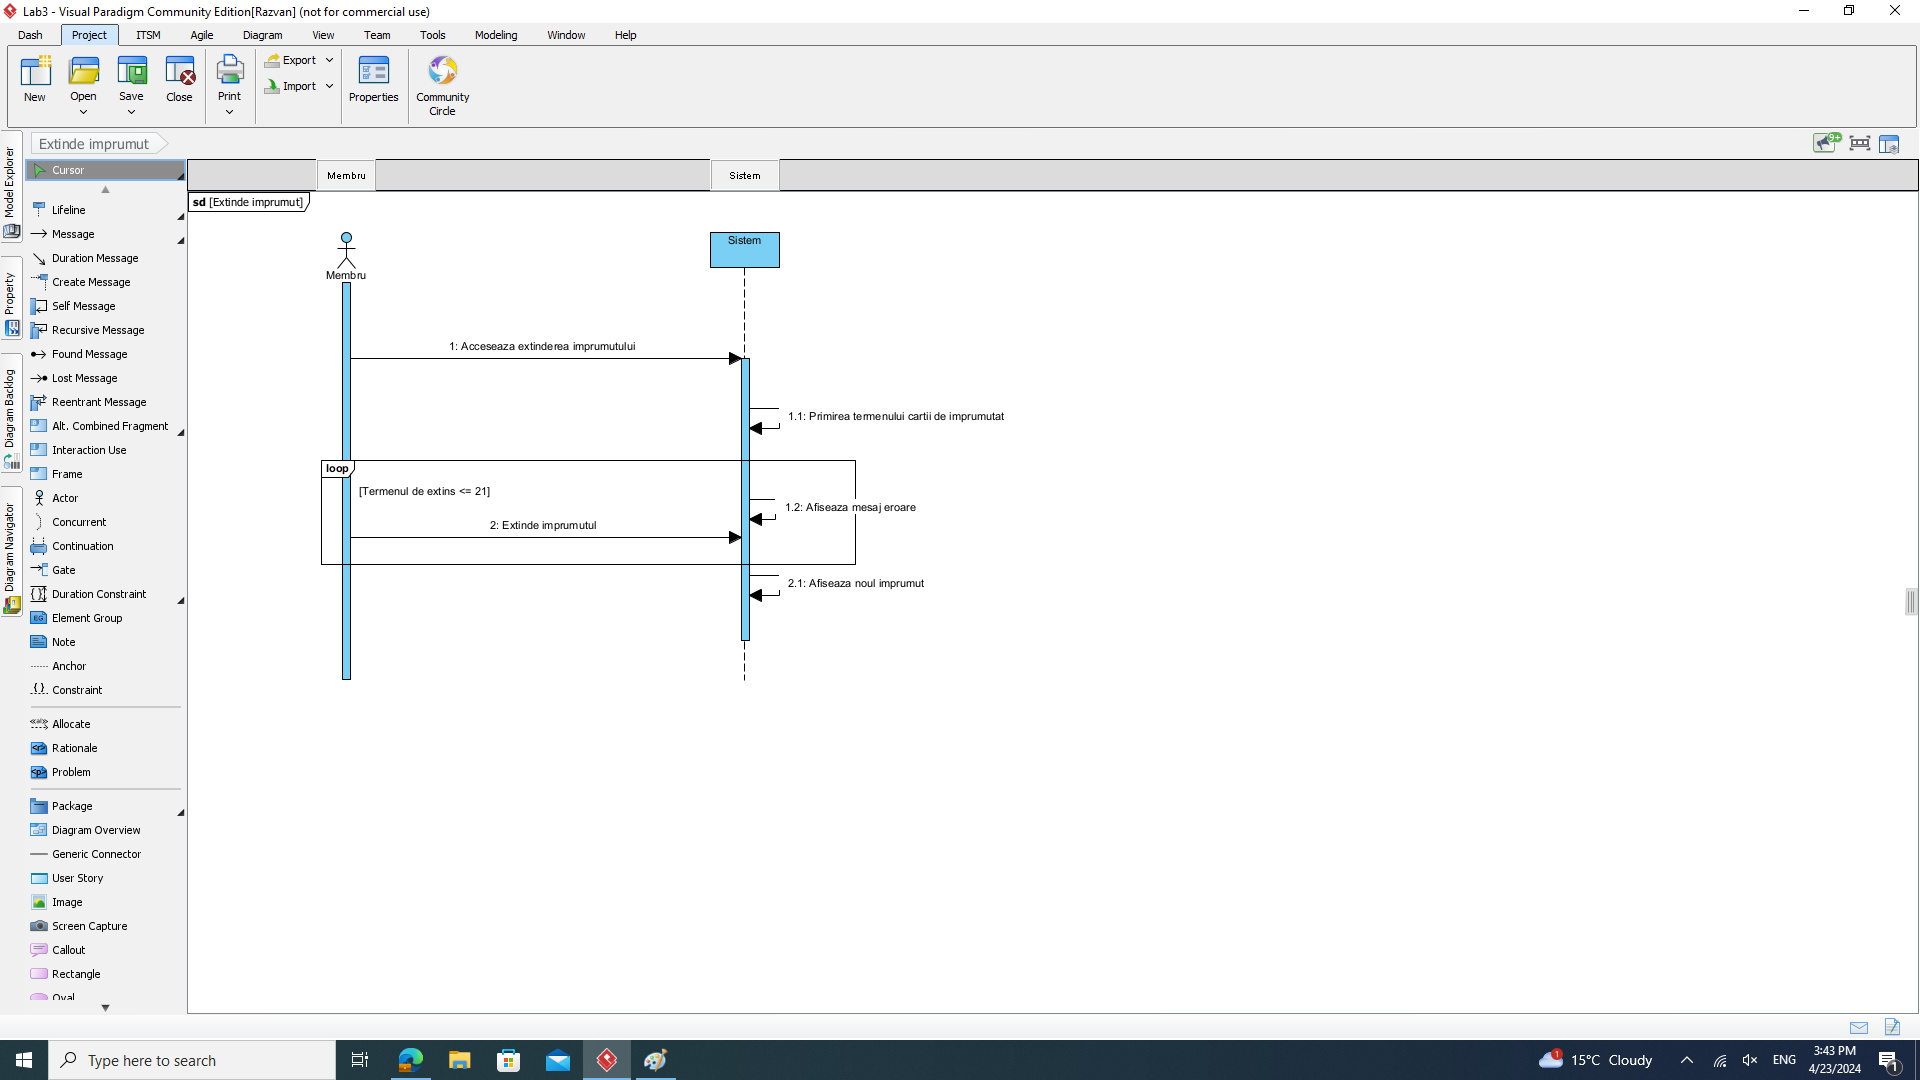 Lab3 - Visual Paradigm Community Edition[Razvan] (not for commercial use)
Dash Project ITSM Agile Diagram View Team Tools Modeling Window Help
New Open Save Close Print Export Import Properties Community Circle
Extinde imprumut
9+
Model Explorer
Property
Diagram Backlog
Diagram Navigator
Cursor
Lifeline
Message
Duration Message
Create Message
Self Message
Recursive Message
Found Message
Lost Message
Reentrant Message
Alt. Combined Fragment
Interaction Use
Frame
Actor
Concurrent
Continuation
Gate
Duration Constraint
Element Group
Note
Anchor
Constraint
Allocate
Rationale
Problem
Package
Diagram Overview
Generic Connector
User Story
Image
Screen Capture
Callout
Rectangle
Oval
Membru Sistem
sd [Extinde imprumut]
Sistem
Membru
1: Acceseaza extinderea imprumutului
1.1: Primirea termenului cartii de imprumutat
loop
[Termenul de extins <= 21]
1.2: Afiseaza mesaj eroare
2: Extinde imprumutul
2.1: Afiseaza noul imprumut
Type here to search
1
15°C Cloudy
ENG
3:43 PM
4/23/2024
1